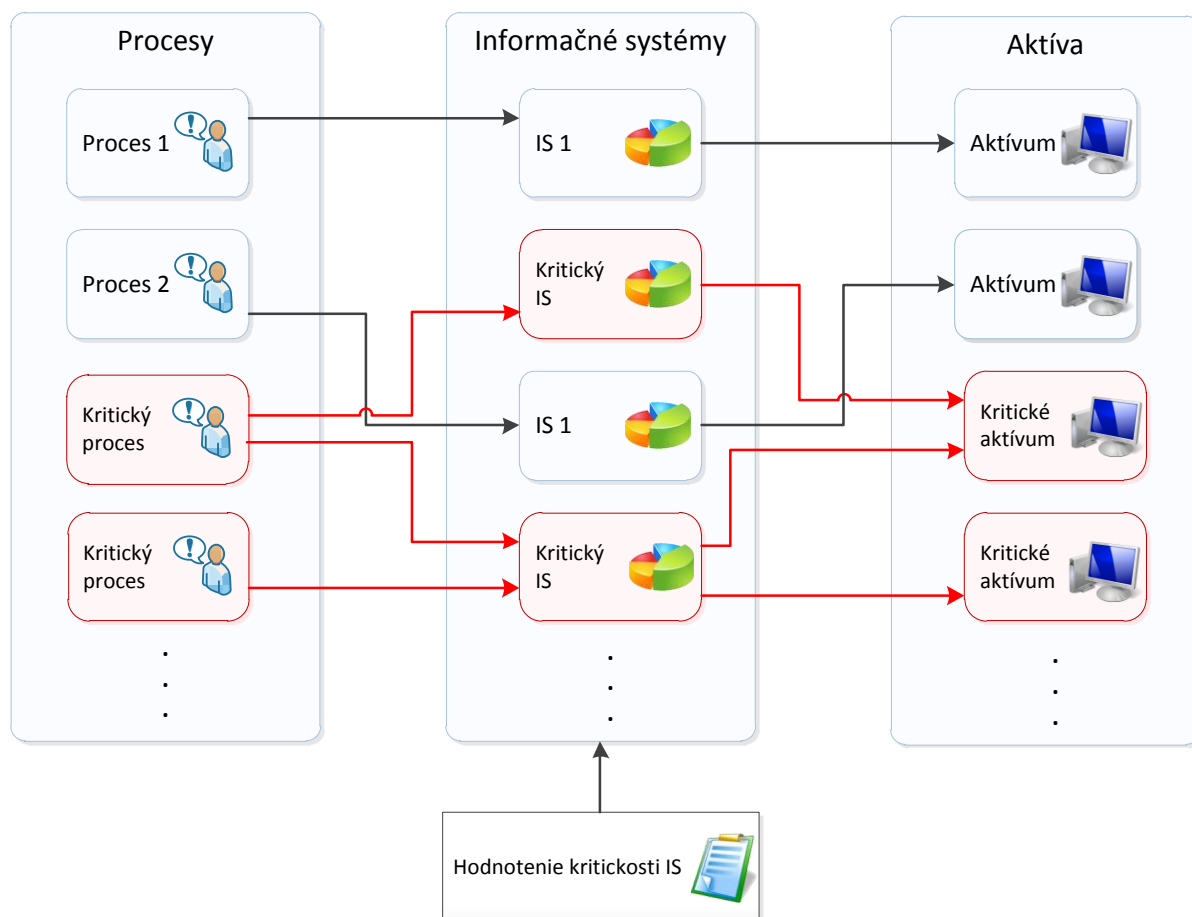 Procesy
Informačné systémy
Aktíva
Proces 1
IS 1
Aktívum
Proces 2
Kritický
IS
Aktívum
Kritický
proces
IS 1
Kritické
aktívum
Kritický
proces
Kritický
IS
Kritické
aktívum
Hodnotenie kritickosti IS